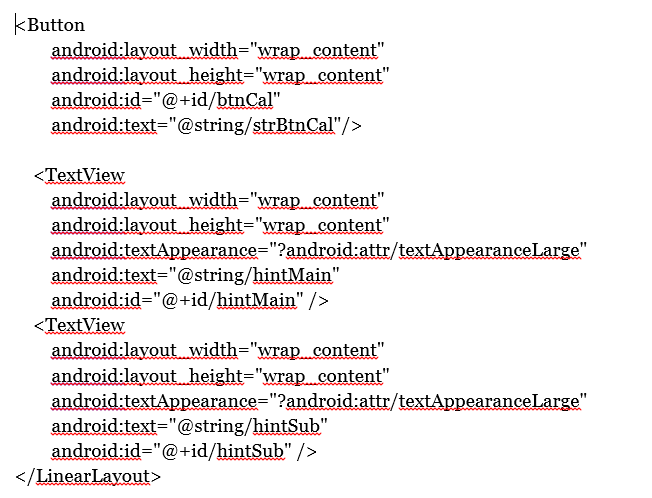 <Button
android:layout_width="wrap_content"
android:layout_height="wrap_content"
android:id="@+id/btnCal"
android:text="@string/strBtnCal"/>
<TextView
android:layout_width="wrap_content"
android:layout_height="wrap_content"
android:textAppearance="?android:attr/textAppearanceLarge"
android:text="@string/hintMain"
android:id="@+id/hintMain" />
<TextView
android:layout_width="wrap_content"
android:layout_height="wrap_content"
android:textAppearance="?android:attr/textAppearanceLarge"
android:text="@string/hintSub"
android:id="@+id/hintSub" />
</LinearLayout>